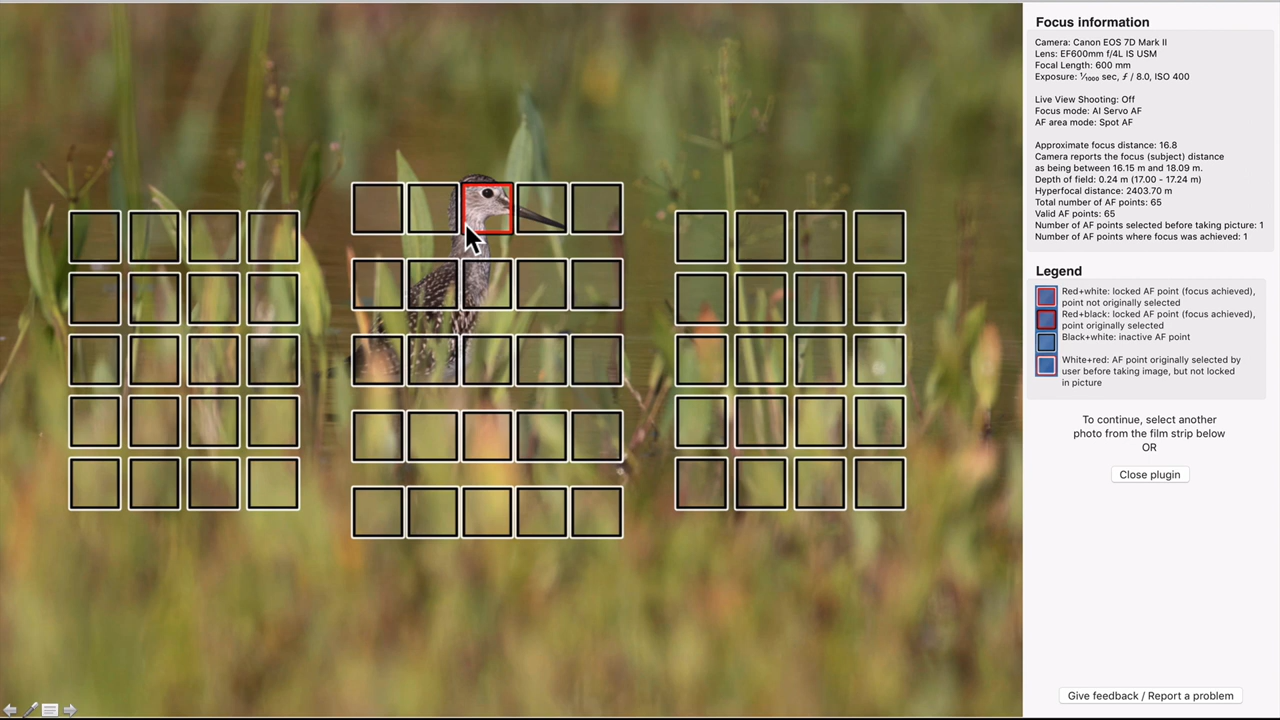 Focus information
Camera: Canon EOS 7D Mark II
Lens: EF600mm f/4L IS USM
Focal Length: 600 mm
Exposure: ¹⁄₁₀₀₀ sec, ƒ / 8.0, ISO 400
Live View Shooting: Off
Focus mode: AI Servo AF
AF area mode: Spot AF
Approximate focus distance: 16.8
Camera reports the focus (subject) distance
as being between 16.15 m and 18.09 m.
Depth of field: 0.24 m (17.00 - 17.24 m)
Hyperfocal distance: 2403.70 m
Total number of AF points: 65
Valid AF points: 65
Number of AF points selected before taking picture: 1
Number of AF points where focus was achieved: 1
Legend
Red+white: locked AF point (focus achieved),
point not originally selected
Red+black: locked AF point (focus achieved),
point originally selected
Black+white: inactive AF point
White+red: AF point originally selected by
user before taking image, but not locked
in picture
To continue, select another
photo from the film strip below
OR
Close plugin
Give feedback / Report a problem